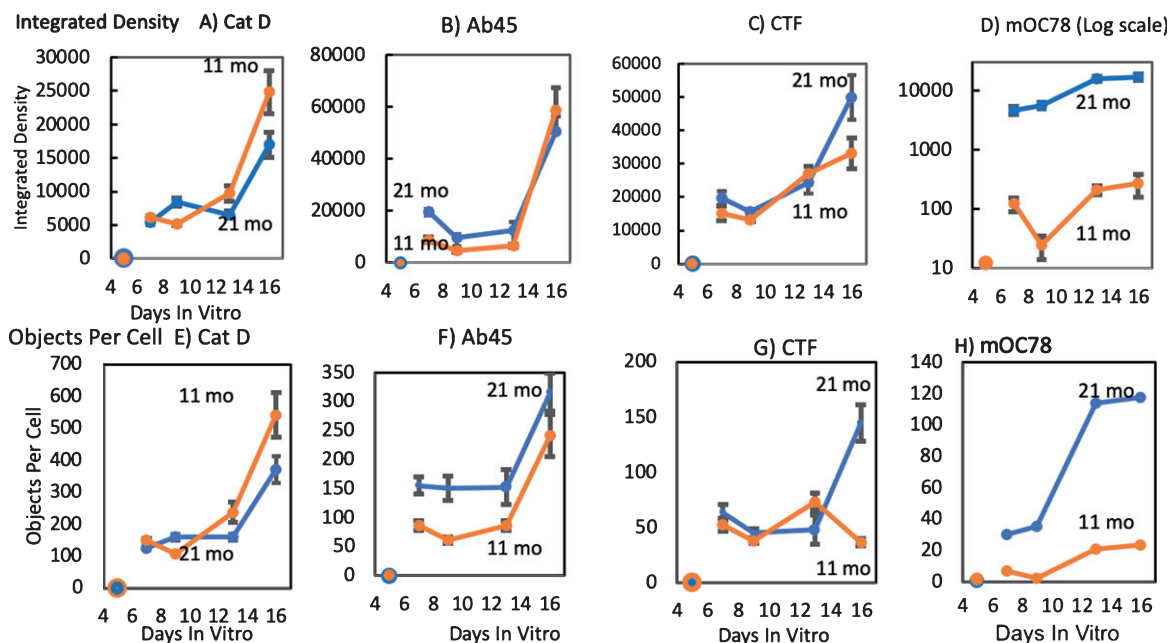 Integrated Density A) Cat D
B) Ab45
C) CTF
D) mOC78 (Log scale)
Integrated Density
30000
25000
20000
15000
10000
5000
0
11 mo
21 mo
4 6 8 10 12 14 16
Days In Vitro
80000
60000
40000
20000
0
21 mo
11 mo
4 6 8 10 12 14 16
60000
50000
40000
30000
20000
10000
0
21 mo
11 mo
4 6 8 10 12 14 16
Days In Vitro
10000
1000
100
10
21 mo
11 mo
4 6 8 10 12 14 16
Objects Per Cell E) Cat D
F) Ab45
G) CTF
H) mOC78
Objects Per Cell
700
600
500
400
300
200
100
0
11 mo
21 mo
4 6 8 10 12 14 16
Days In Vitro
350
300
250
200
150
100
50
0
21 mo
11 mo
4 6 8 10 12 14 16
Days In Vitro
200
150
100
50
0
21 mo
11 mo
4 6 8 10 12 14 16
Days In Vitro
140
120
100
80
60
40
20
0
21 mo
11 mo
4 6 8 10 12 14 16
Days In Vitro